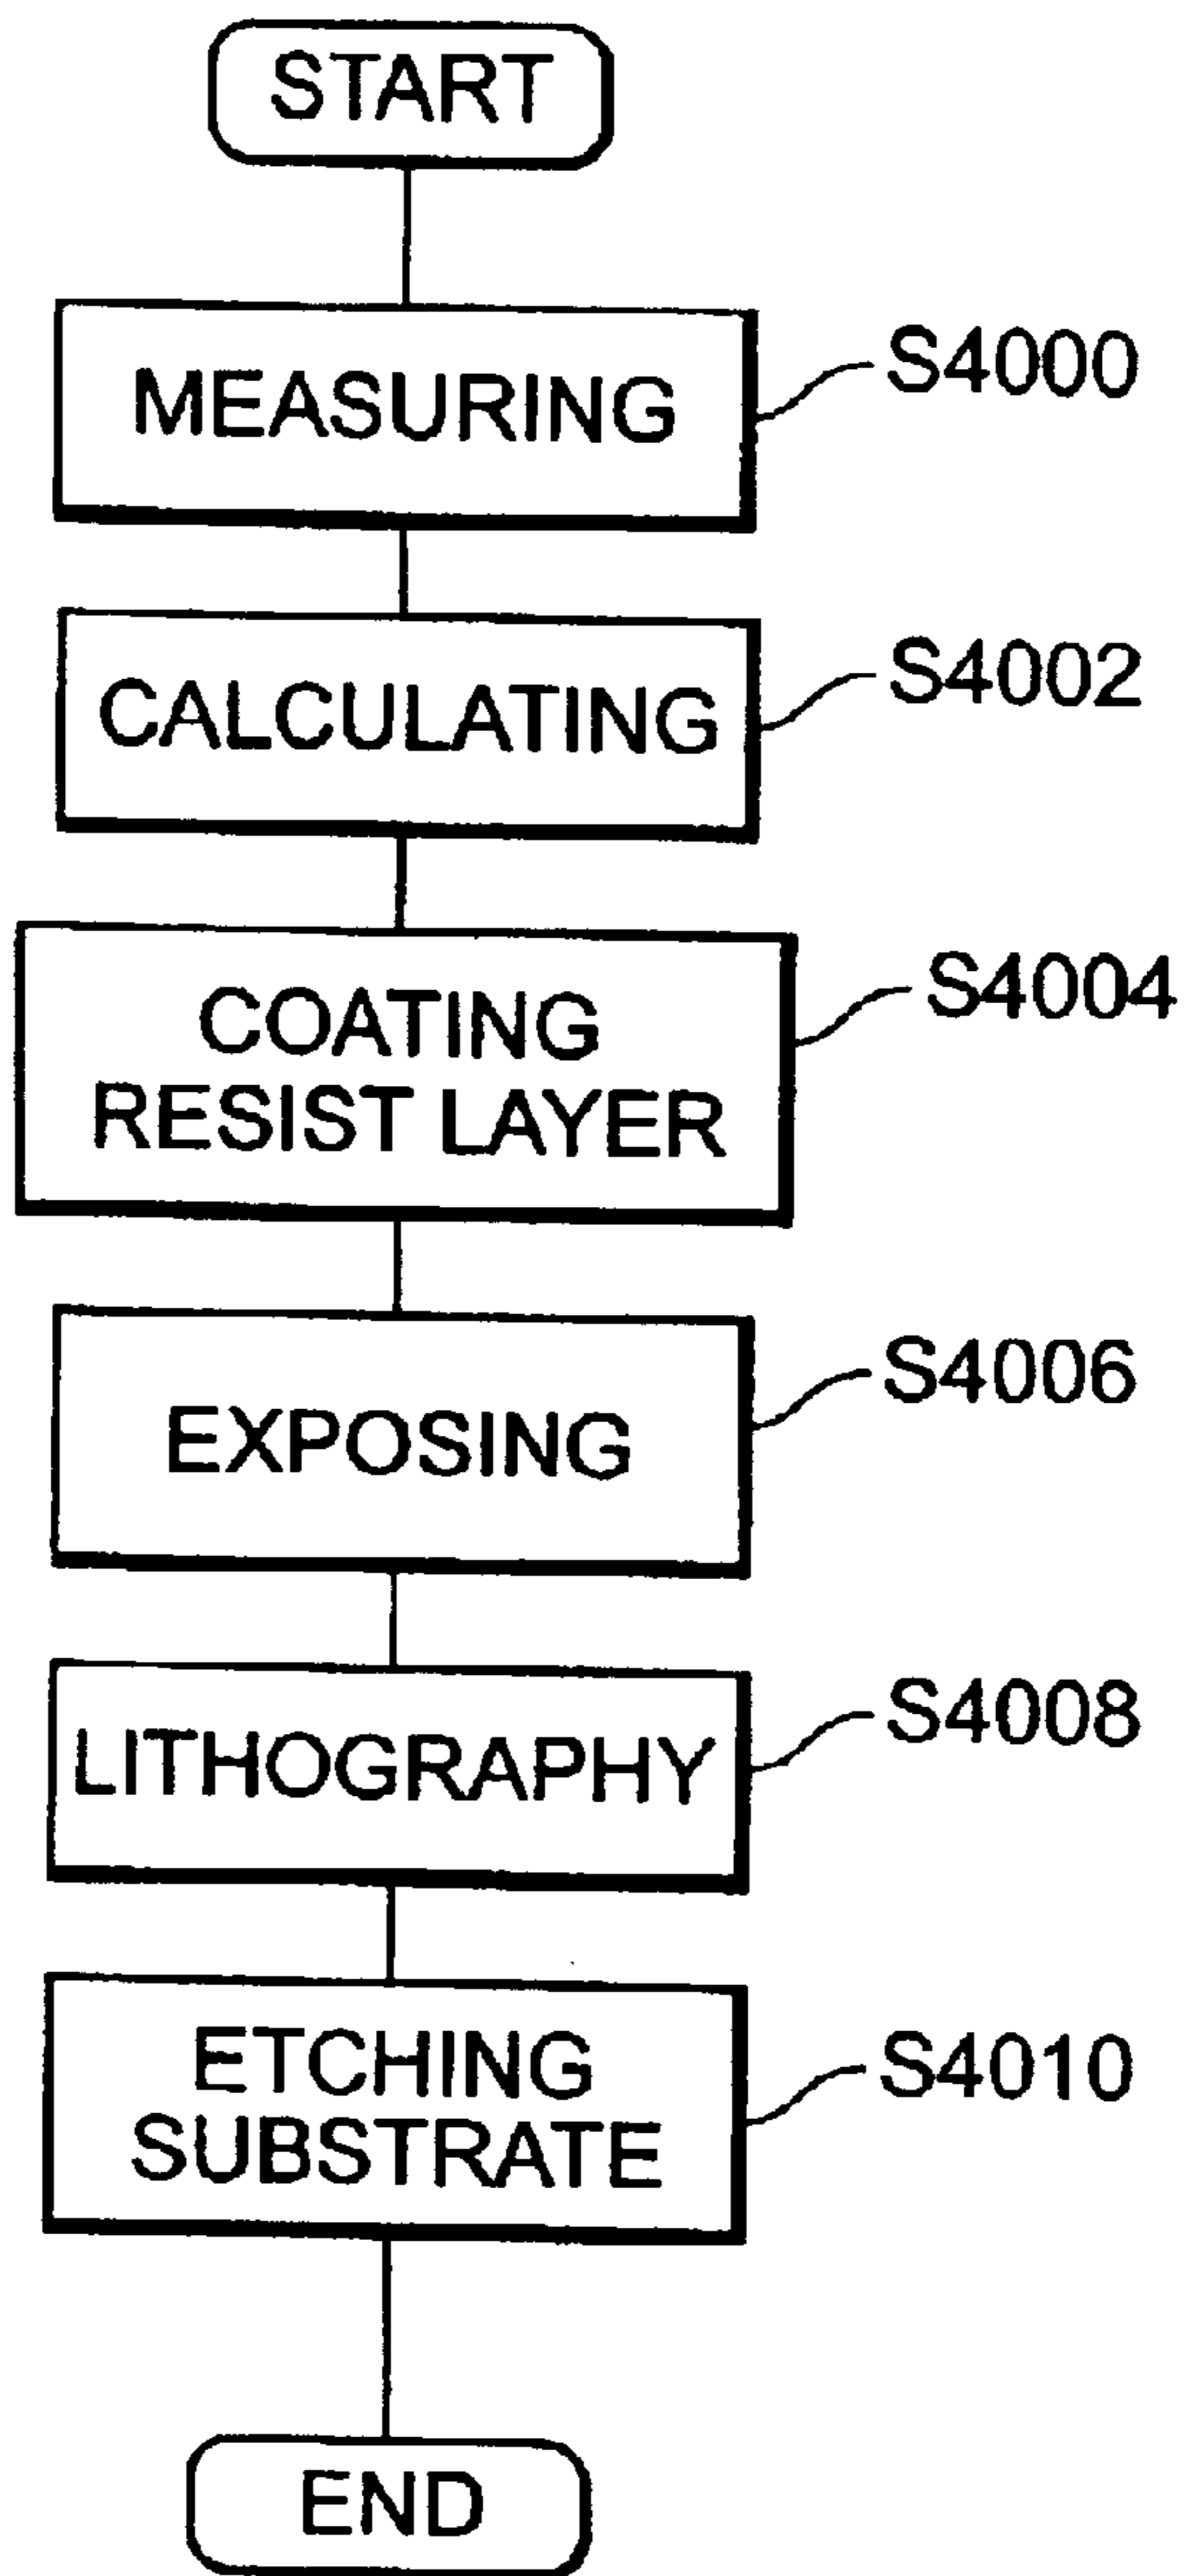 START
MEASURING
S4000
CALCULATING
S4002
COATING
RESIST LAYER
S4004
EXPOSING
S4006
LITHOGRAPHY
S4008
ETCHING
SUBSTRATE
S4010
END